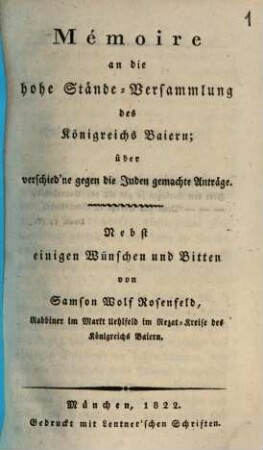 1
Mémoire
an die
hohe Stände-Versammlung
des
Königreichs Baiern;
über
verschied'ne gegen die Juden gemachte Anträge.
Nebst
einigen Wünschen und Bitten
von
Samson Wolf Rosenfeld,
Rabbiner im Markt Uehlfeld im Rezat-Kreise des
Königreichs Baiern.
München, 1822.
Gedruckt mit Lentner'schen Schriften.